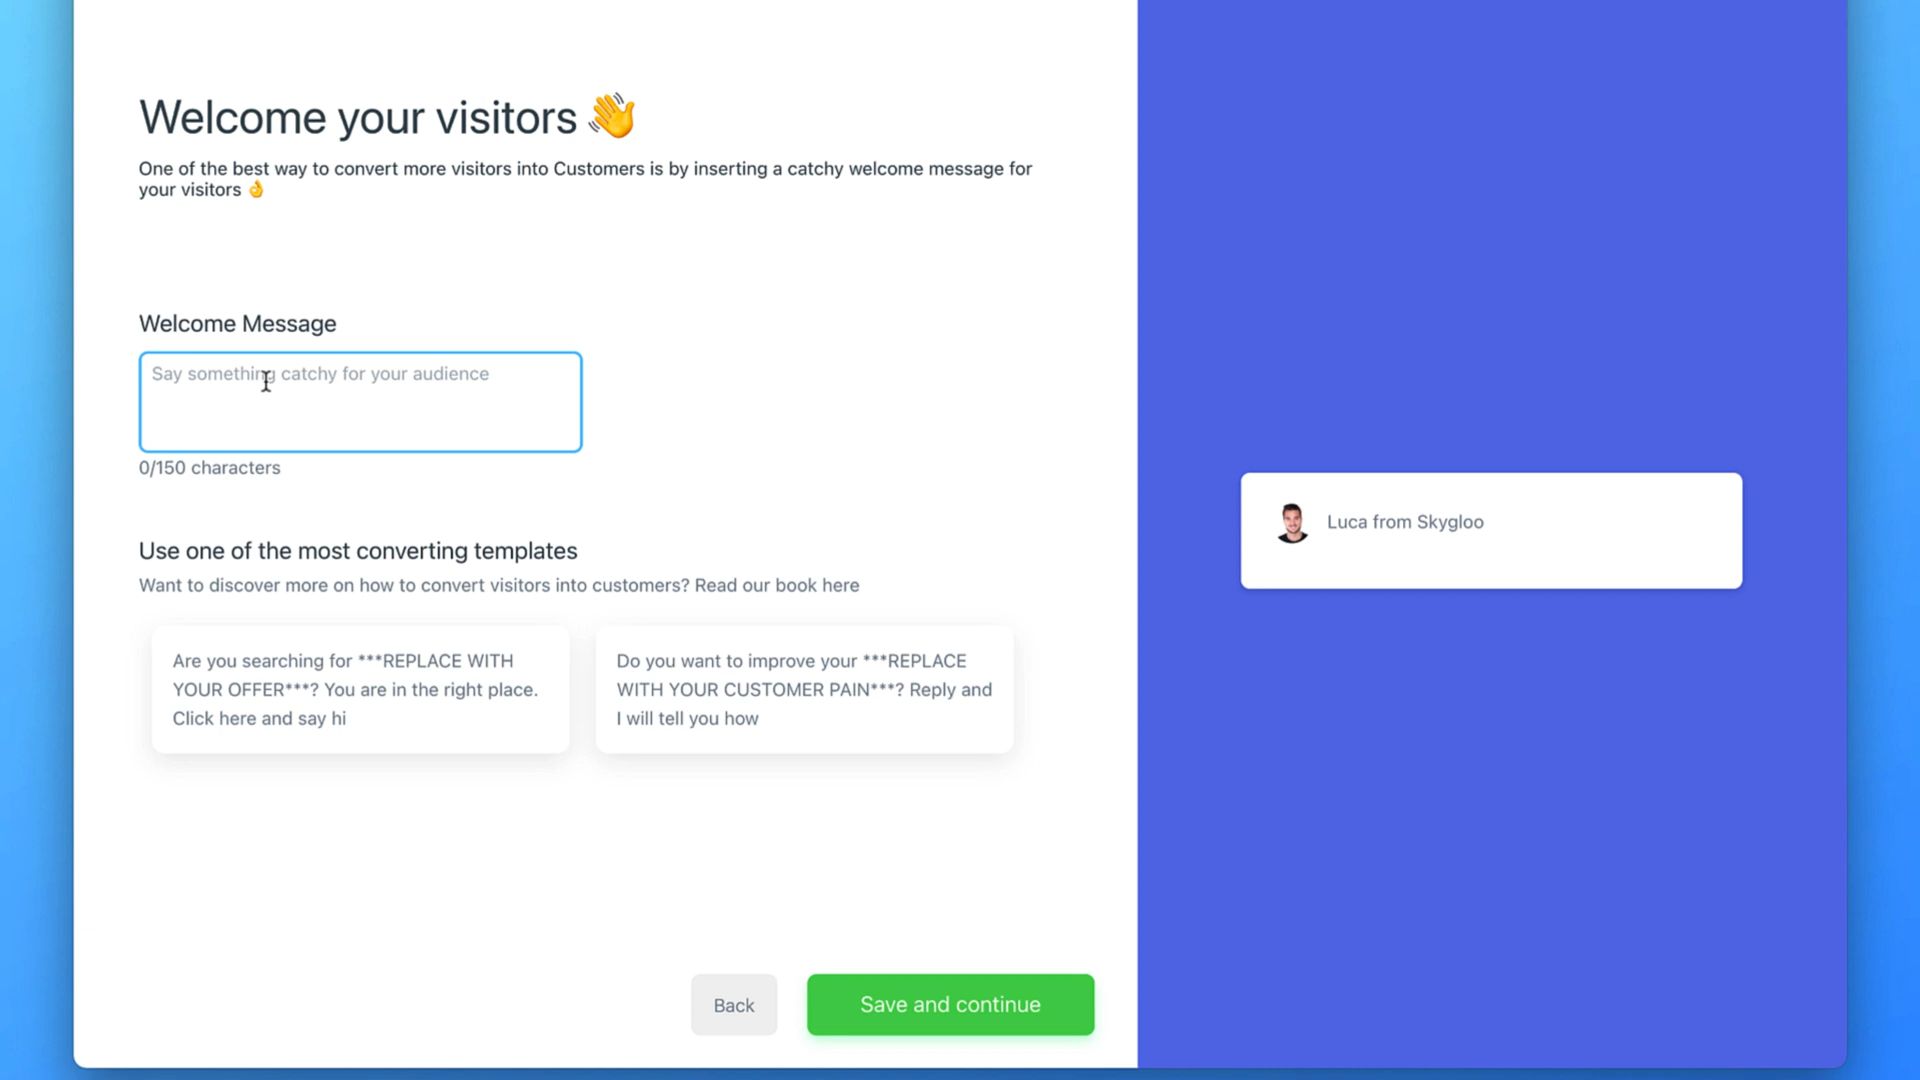 Welcome your visitors 👋
One of the best way to convert more visitors into Customers is by inserting a catchy welcome message for
your visitors 👌
Welcome Message
Say something catchy for your audience
0/150 characters
Use one of the most converting templates
Want to discover more on how to convert visitors into customers? Read our book here
Are you searching for ***REPLACE WITH
YOUR OFFER***? You are in the right place.
Click here and say hi
Do you want to improve your ***REPLACE
WITH YOUR CUSTOMER PAIN***? Reply and
I will tell you how
Back
Save and continue
Luca from Skygloo